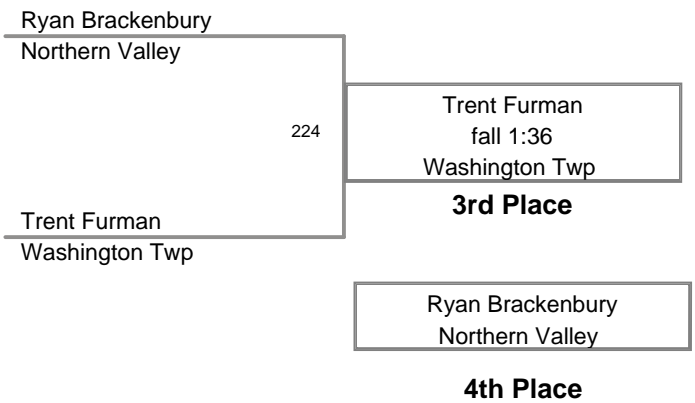 Ryan Brackenbury
Northern Valley
224
Trent Furman
fall 1:36
Washington Twp
3rd Place
Trent Furman
Washington Twp
Ryan Brackenbury
Northern Valley
4th Place